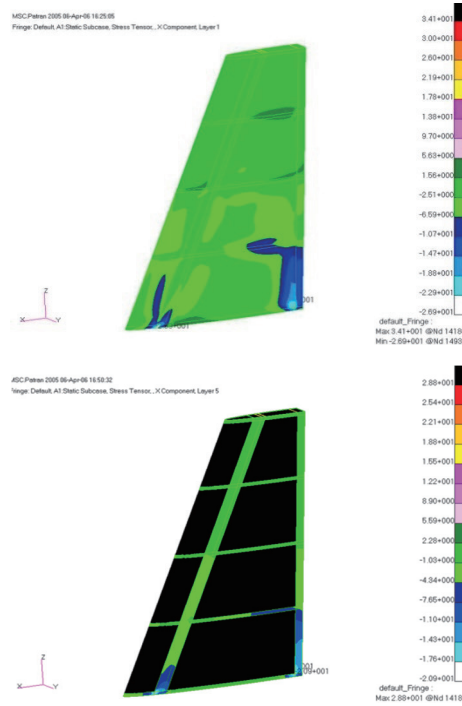 MSC.Patran 2005 06-Apr-06 16:25:05
Fringe: Default, A1:Static Subcase, Stress Tensor, , X Component, Layer 1
3.41+001
3.00+001
2.60+001
2.19+001
1.78+001
1.38+001
9.70+000
5.63+000
1.56+000
-2.51+000
-6.59+000
-1.07+001
-1.47+001
-1.88+001
-2.29+001
-2.69+001
Z
X
Y
default_Fringe :
Max 3.41+001 @Nd 1418
Min -2.69+001 @Nd 1493
MSC.Patran 2005 06-Apr-06 16:50:32
Fringe: Default, A1:Static Subcase, Stress Tensor, , X Component, Layer 5
2.88+001
2.54+001
2.21+001
1.88+001
1.55+001
1.22+001
8.90+000
5.59+000
2.28+000
-1.03+000
-4.34+000
-7.65+000
-1.10+001
-1.43+001
-1.76+001
-2.09+001
Z
X
Y
default_Fringe :
Max 2.88+001 @Nd 1418